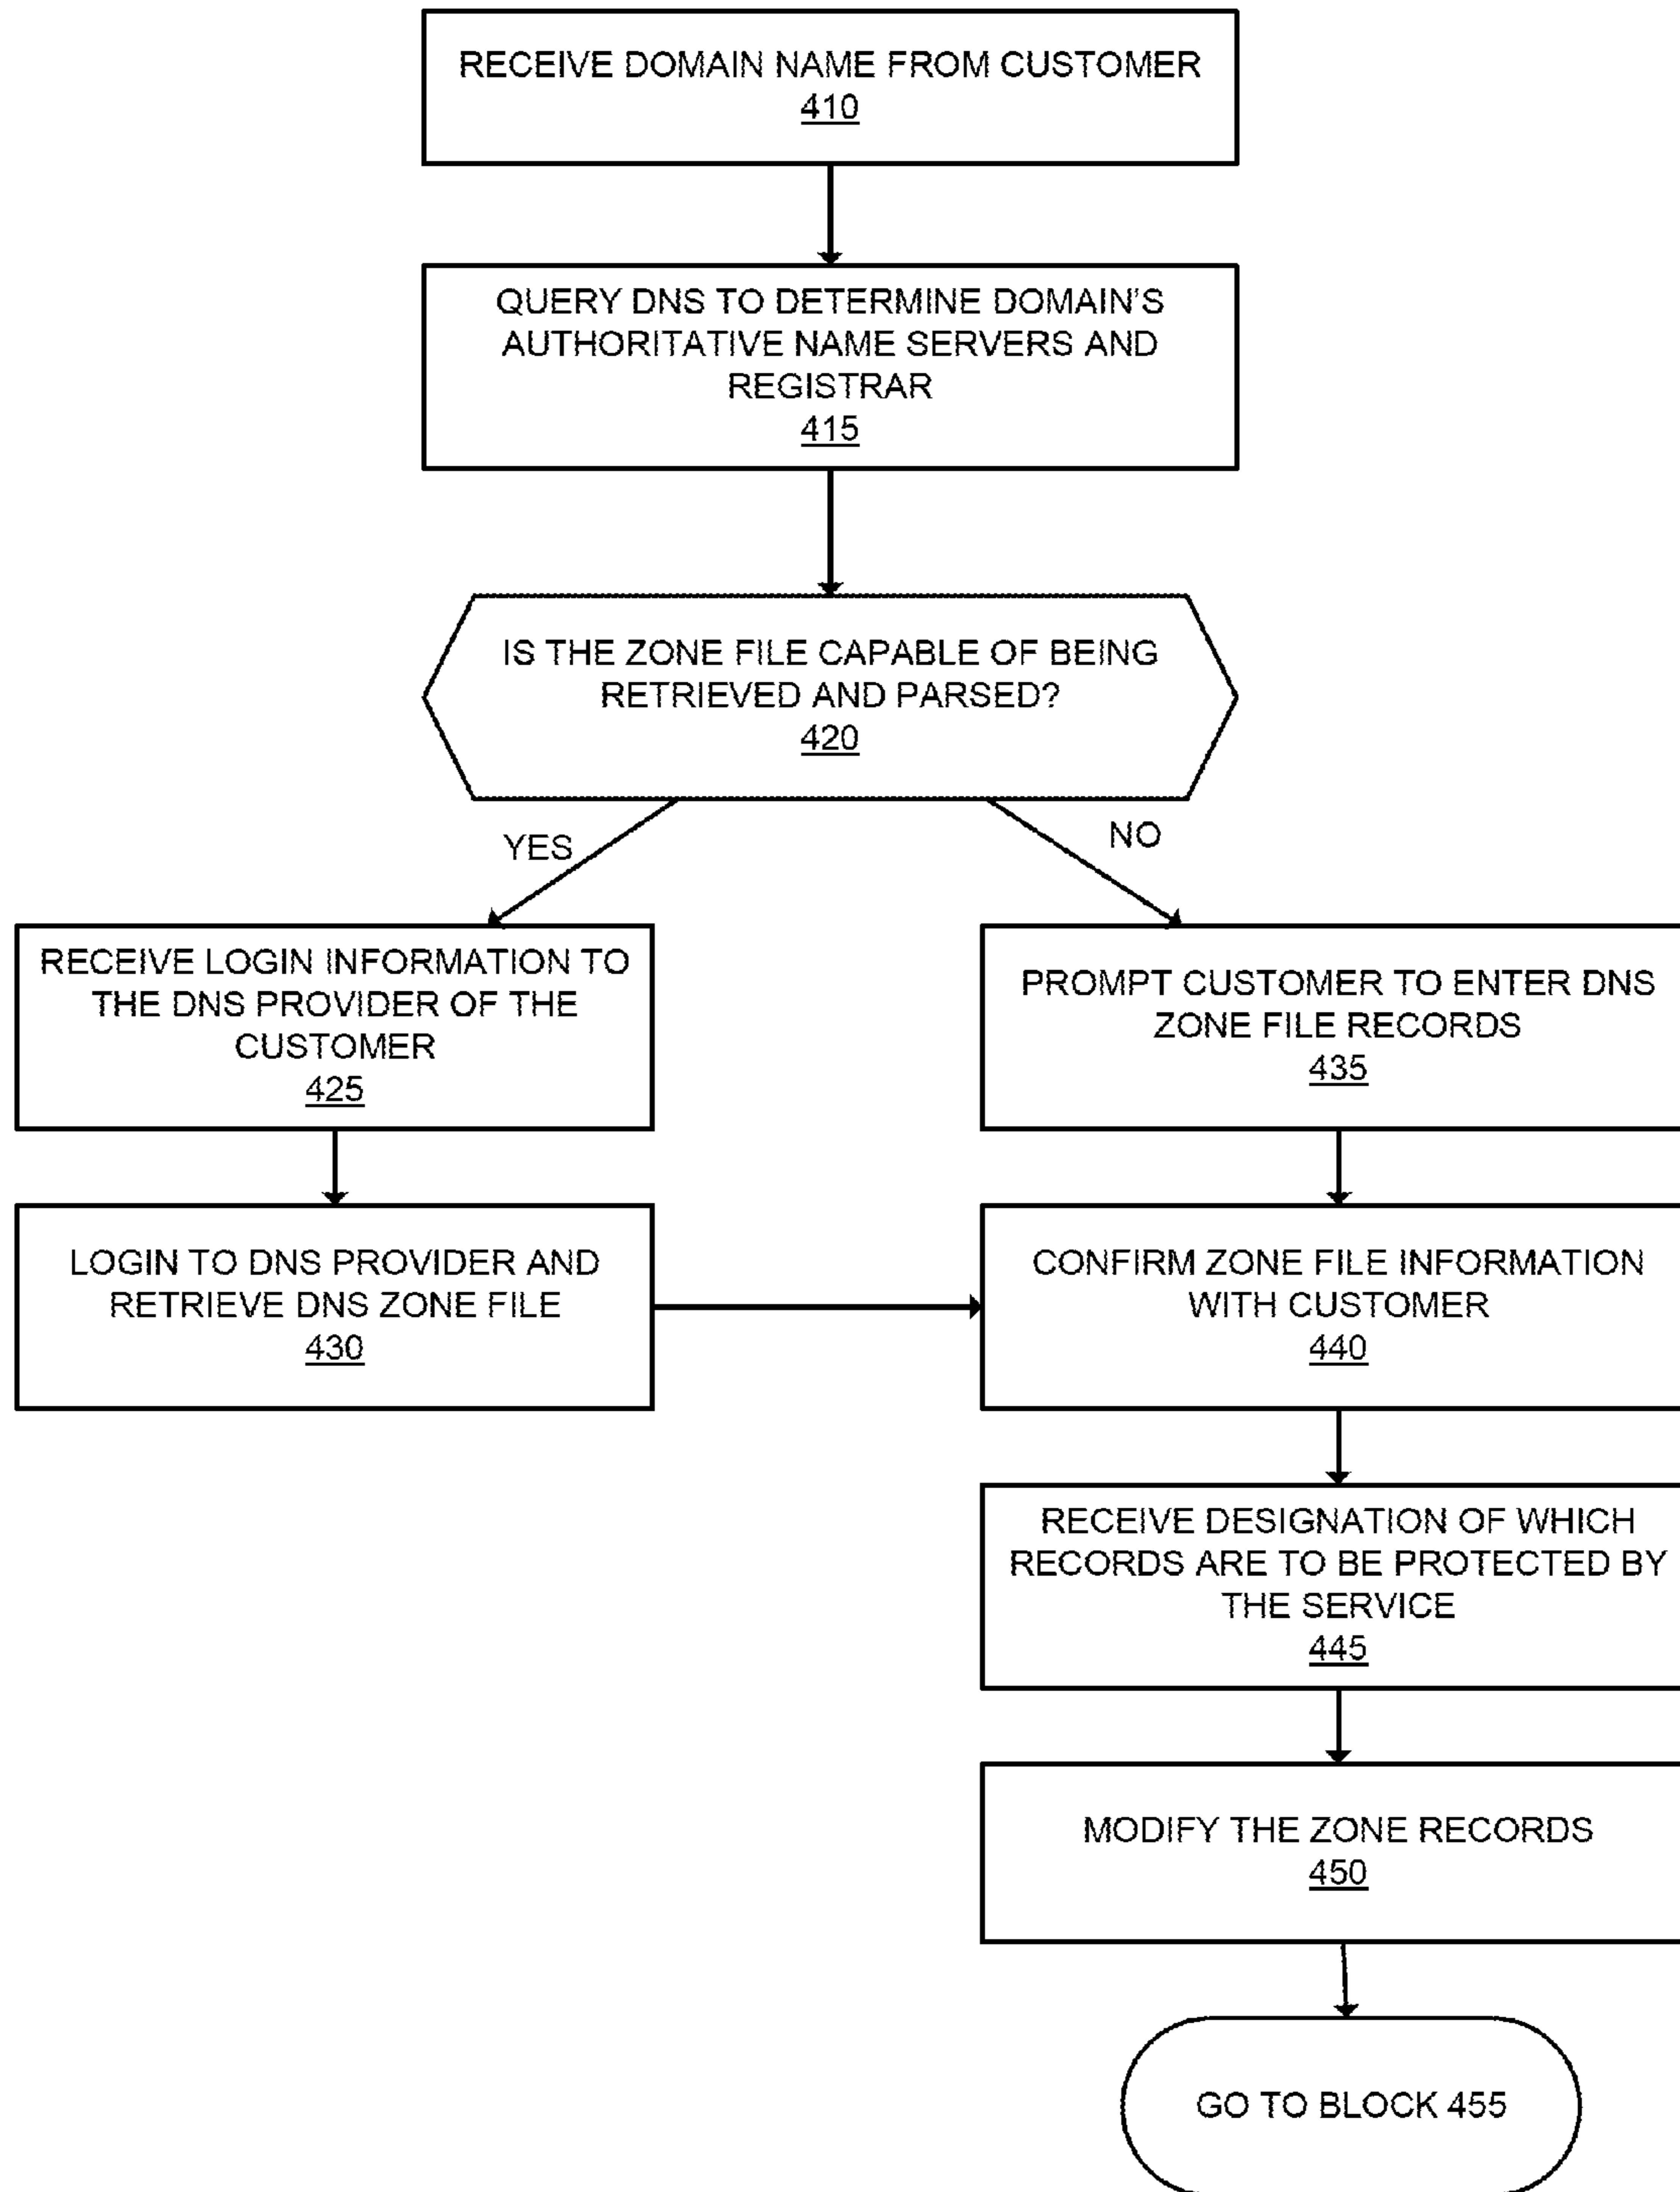 RECEIVE DOMAIN NAME FROM CUSTOMER
410
QUERY DNS TO DETERMINE DOMAIN'S
AUTHORITATIVE NAME SERVERS AND
REGISTRAR
415
IS THE ZONE FILE CAPABLE OF BEING
RETRIEVED AND PARSED?
420
YES
NO
RECEIVE LOGIN INFORMATION TO
THE DNS PROVIDER OF THE
CUSTOMER
425
PROMPT CUSTOMER TO ENTER DNS
ZONE FILE RECORDS
435
LOGIN TO DNS PROVIDER AND
RETRIEVE DNS ZONE FILE
430
CONFIRM ZONE FILE INFORMATION
WITH CUSTOMER
440
RECEIVE DESIGNATION OF WHICH
RECORDS ARE TO BE PROTECTED BY
THE SERVICE
445
MODIFY THE ZONE RECORDS
450
GO TO BLOCK 455